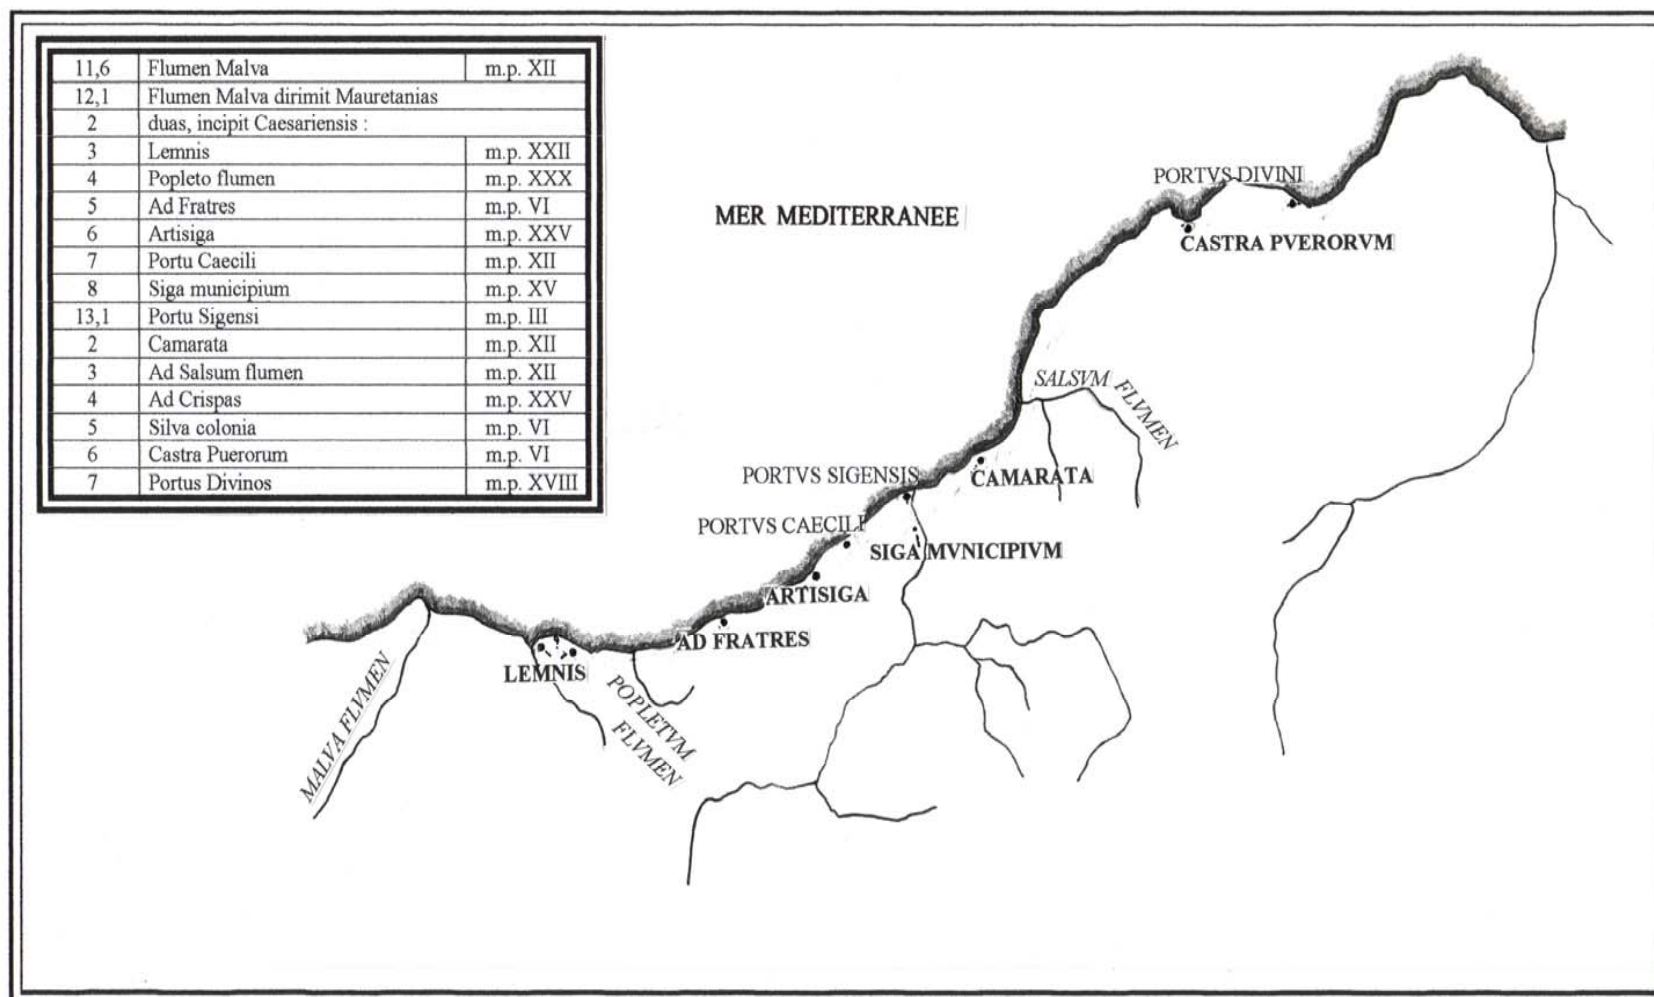 11,6 Flumen Malva m.p. XII
12,1 Flumen Malva dirimit Mauretanias
2 duas, incipit Caesariensis :
3 Lemnis m.p. XXII
4 Popleto flumen m.p. XXX
5 Ad Fratres m.p. VI
6 Artisiga m.p. XXV
7 Portu Caecili m.p. XII
8 Siga municipium m.p. XV
13,1 Portu Sigensi m.p. III
2 Camarata m.p. XII
3 Ad Salsum flumen m.p. XII
4 Ad Crispas m.p. XXV
5 Silva colonia m.p. VI
6 Castra Puerorum m.p. VI
7 Portus Divinos m.p. XVIII
PORTVS DIVINI
MER MEDITERRANEE
CASTRA PVERORVM
SALSVM FLVMEN
PORTVS SIGENSIS
CAMARATA
PORTVS CAECILI
SIGA MVNICIPIVM
ARTISIGA
AD FRATRES
LEMNIS
POPLETVM
FLVMEN
MALVA FLVMEN